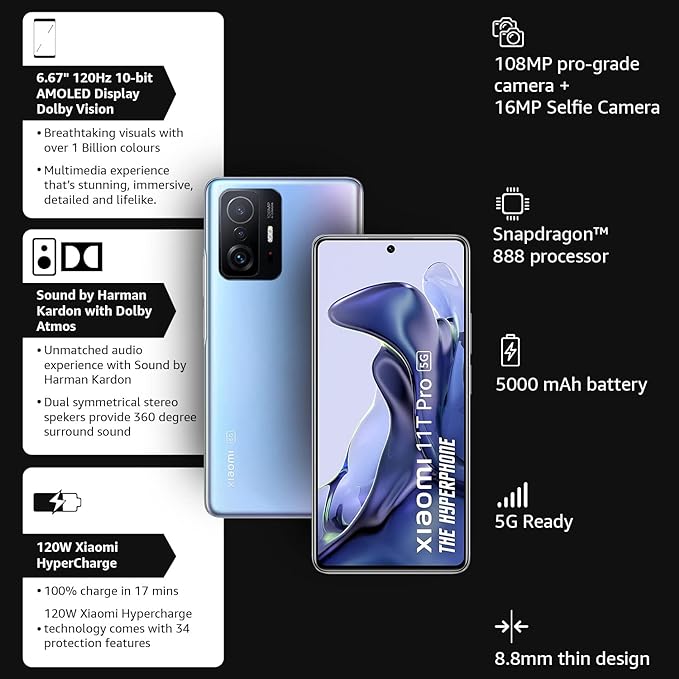 6.67" 120Hz 10-bit
AMOLED Display
Dolby Vision
• Breathtaking visuals with
over 1 Billion colours
• Multimedia experience
that's stunning, immersive,
detailed and lifelike.
Sound by Harman
Kardon with Dolby
Atmos
• Unmatched audio
experience with Sound by
Harman Kardon
• Dual symmetrical stereo
spekers provide 360 degree
surround sound
120W Xiaomi
HyperCharge
• 100% charge in 17 mins
120W Xiaomi Hypercharge
• technology comes with 34
protection features
108MP
xiaomi 5G
xiaomi 11T Pro 5G
THE HYPERPHONE
108MP pro-grade
camera +
16MP Selfie Camera
Snapdragon™
888 processor
5000 mAh battery
5G Ready
8.8mm thin design